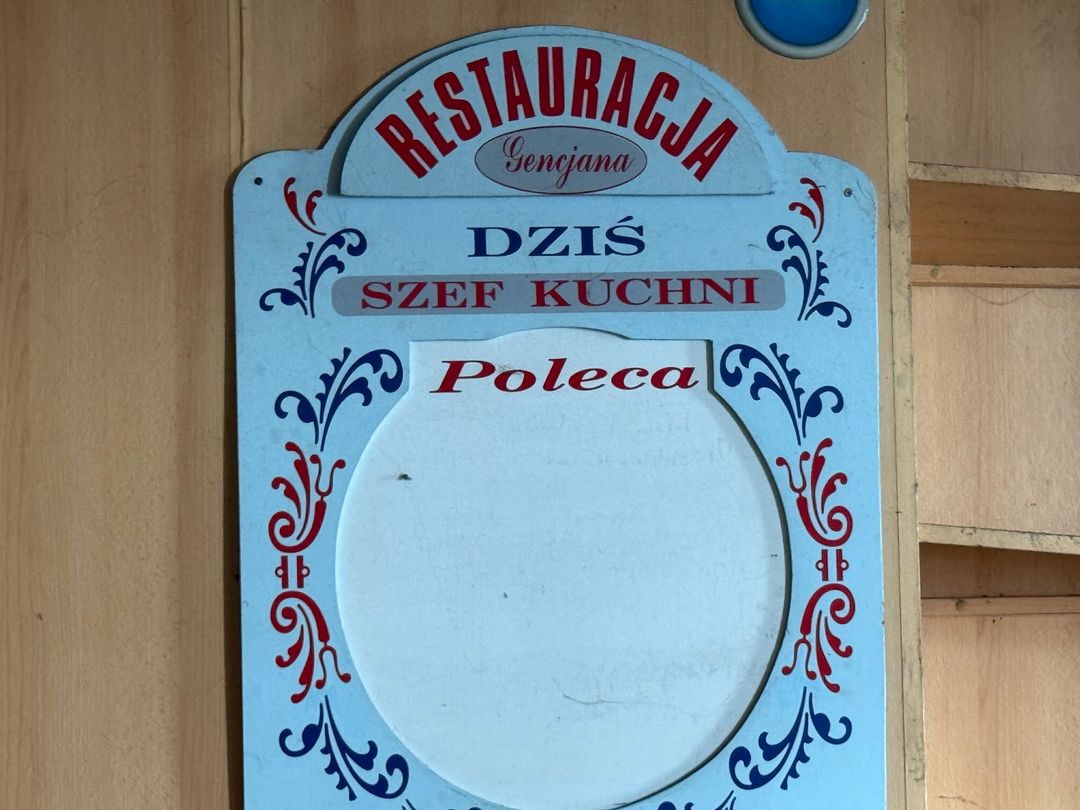 RESTAURACJA
Gencjana
DZIŚ
SZEF KUCHNI
Poleca